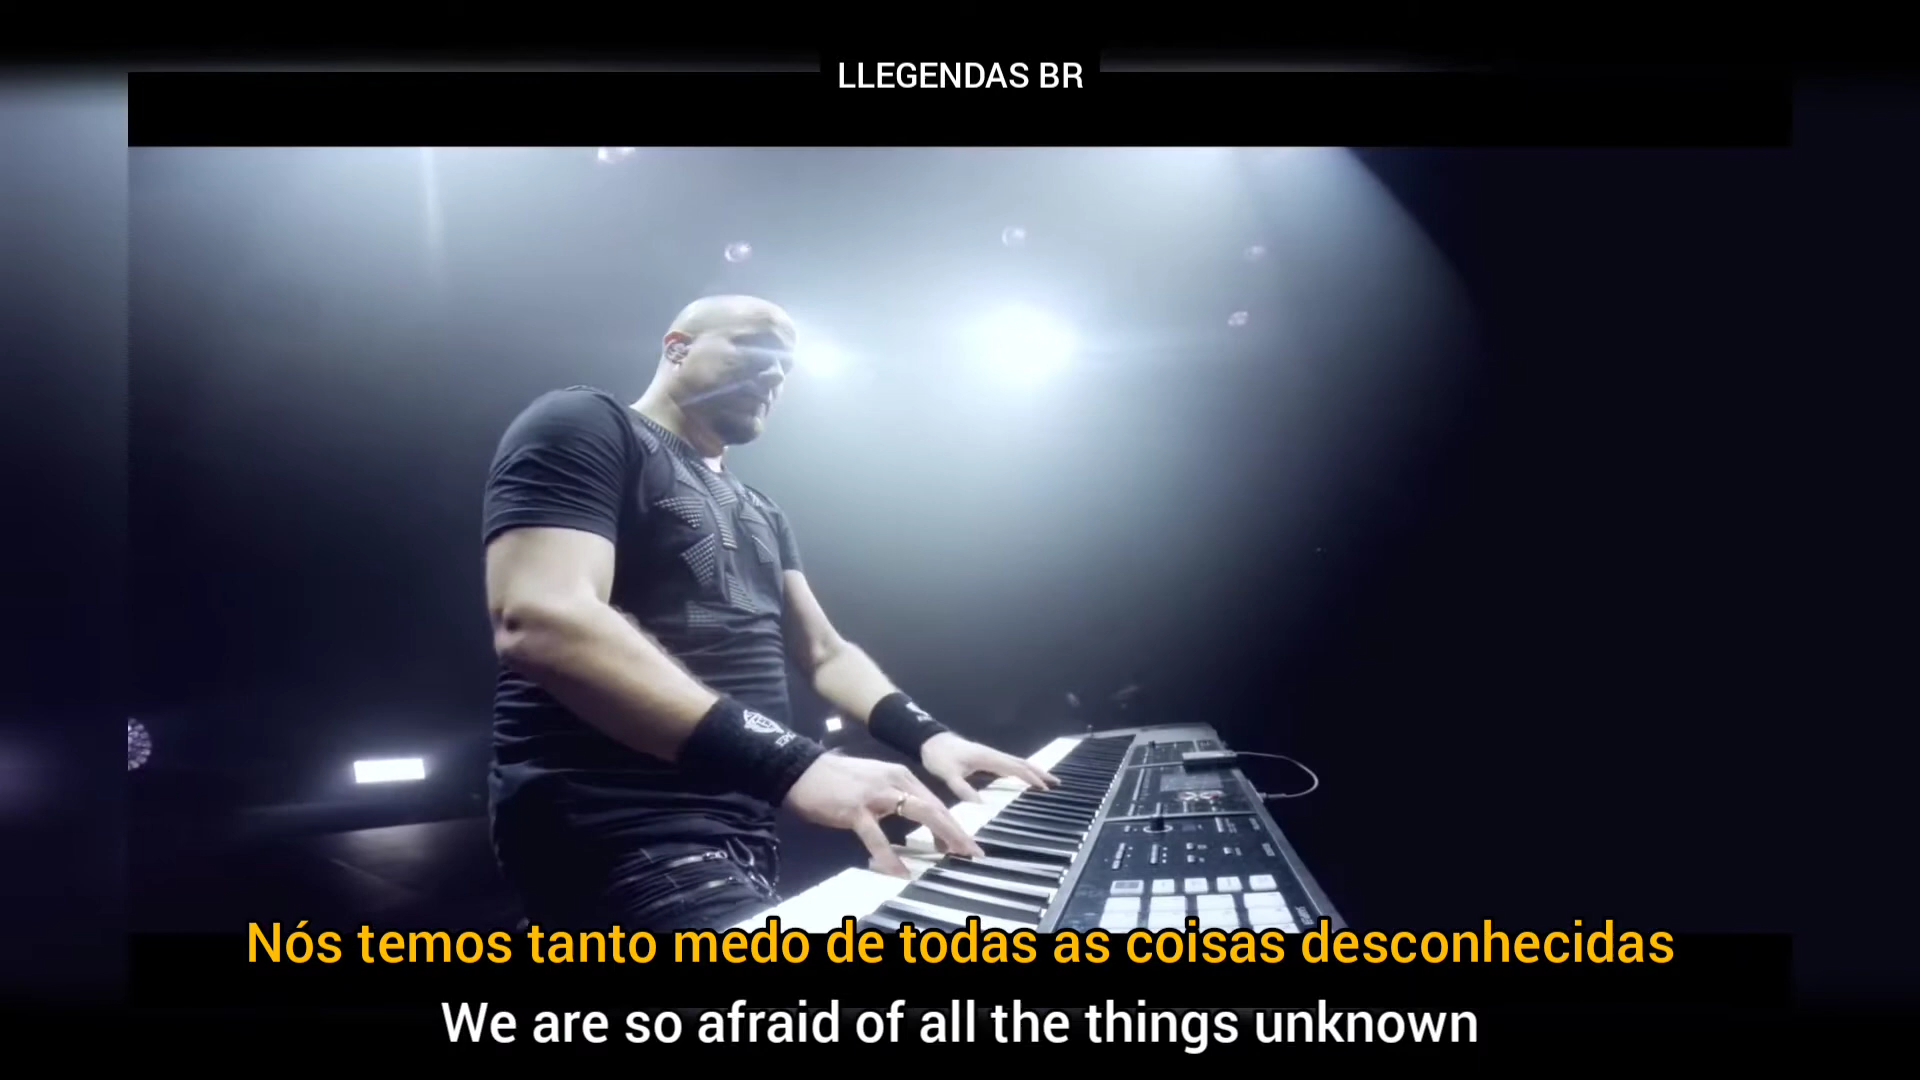 LLEGENDAS BR
Nós temos tanto medo de todas as coisas desconhecidas
We are so afraid of all the things unknown